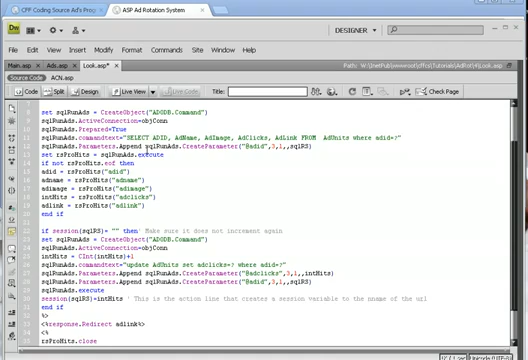 CFF Coding Source Ad's Prog
ASP Ad Rotation System
Dw
DESIGNER
File Edit View Insert Modify Format Commands Site Window Help
Main.asp Ads.asp* Look.asp*
Source Code ACN.asp
Code Split Design Live View Live Code Title: Check Page
set sqlRunAds = CreateObject("ADODB.Command")
sqlRunAds.ActiveConnection=objConn
sqlRunAds.Prepared=True
sqlRunAds.commandtext="SELECT adID, AdName, AdImage, AdClicks, AdLink FROM AdUnits where adid=?"
sqlRunAds.Parameters.Append sqlRunAds.CreateParameter("@adid",3,1,,sqlRS)
set rsProHits = sqlRunAds.execute
if not rsProHits.eof then
adid = rsProHits("adid")
adname = rsProHits("adname")
adimage = rsProHits("adimage")
intHits = rsProHits("adclicks")
adlink = rsProHits("adlink")
end if
if session(sqlRS)= "" then ' Make sure it does not increment again
set sqlRunAds = CreateObject("ADODB.Command")
sqlRunAds.ActiveConnection=objConn
intHits = CInt(intHits)+1
sqlRunAds.commandtext="update AdUnits set adclicks=? where adid=?"
sqlRunAds.Parameters.Append sqlRunAds.CreateParameter("@adclicks",3,1,,intHits)
sqlRunAds.Parameters.Append sqlRunAds.CreateParameter("@adid",3,1,,sqlRS)
sqlRunAds.execute
session(sqlRS)=intHits ' This is the action line that creates a session variable to the nname of the url
end if
%>
<%response.Redirect adlink%>
<%
rsProHits.close